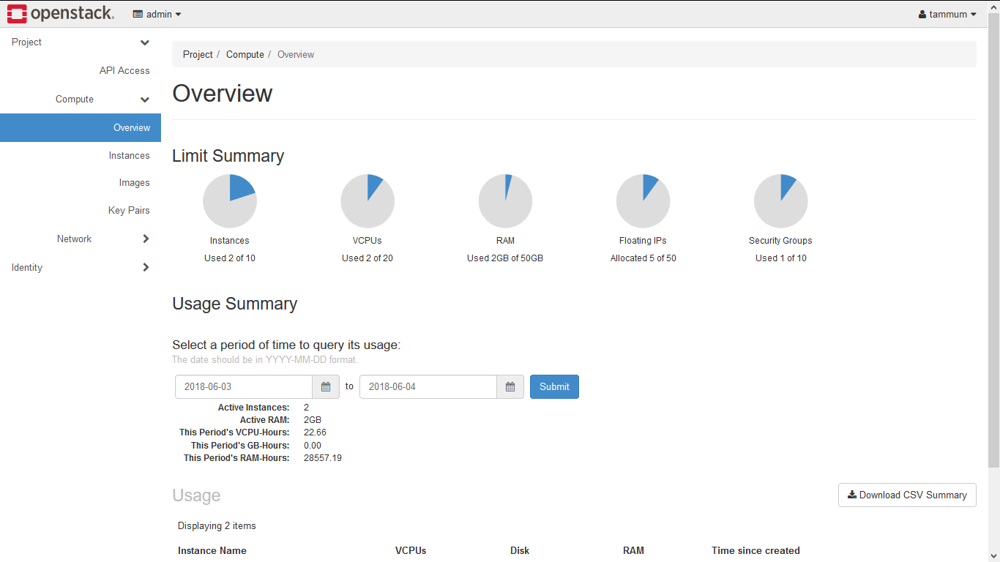 openstack. admin tammum
Project
API Access
Compute
Overview
Instances
Images
Key Pairs
Network
Identity
Project / Compute / Overview
Overview
Limit Summary
Instances
Used 2 of 10
VCPUs
Used 2 of 20
RAM
Used 2GB of 50GB
Floating IPs
Allocated 5 of 50
Security Groups
Used 1 of 10
Usage Summary
Select a period of time to query its usage:
The date should be in YYYY-MM-DD format.
2018-06-03 to 2018-06-04 Submit
Active Instances: 2
Active RAM: 2GB
This Period's VCPU-Hours: 22.66
This Period's GB-Hours: 0.00
This Period's RAM-Hours: 28557.19
Usage Download CSV Summary
Displaying 2 items
Instance Name VCPUs Disk RAM Time since created